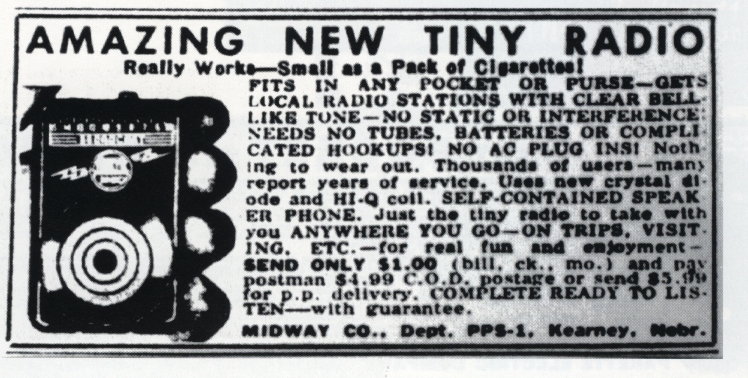 AMAZING NEW TINY RADIO
Really Works—Small as a Pack of Cigarettes!
FITS IN ANY POCKET OR PURSE—GETS
LOCAL RADIO STATIONS WITH CLEAR BELL-
LIKE TONE—NO STATIC OR INTERFERENCE!
NEEDS NO TUBES, BATTERIES OR COMPLI-
CATED HOOKUPS! NO AC PLUG INS! Noth-
ing to wear out. Thousands of users—many
report years of service. Uses new crystal di-
ode and HI-Q coil. SELF-CONTAINED SPEAK-
ER PHONE. Just the tiny radio to take with
you ANYWHERE YOU GO—ON TRIPS, VISIT-
ING, ETC.—for real fun and enjoyment—
SEND ONLY $1.00 (bill, ck., mo.) and pay
postman $4.99 C.O.D. postage or send $5.99
for p.p. delivery. COMPLETE READY TO LIS-
TEN—with guarantee.
MIDWAY CO., Dept. PPS-1, Kearney, Nebr.